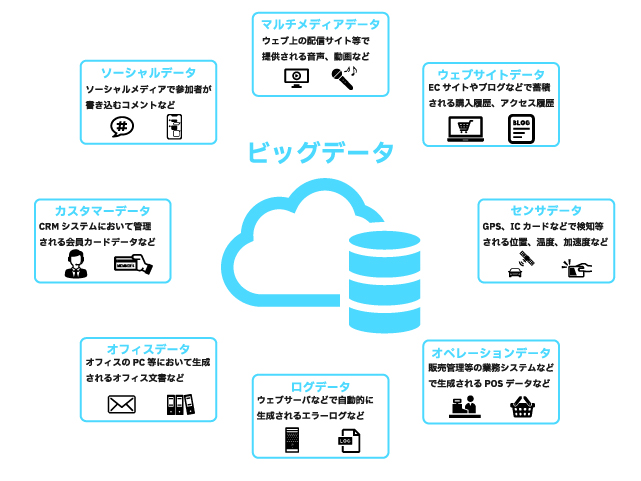 マルチメディアデータ
ウェブ上の配信サイト等で
提供される音声、動画など
ソーシャルデータ
ソーシャルメディアで参加者が
書き込むコメントなど
#
ウェブサイトデータ
ECサイトやブログなどで蓄積
される購入履歴、アクセス履歴
BLOG
ビッグデータ
カスタマーデータ
CRMシステムにおいて管理
される会員カードデータなど
MEMBERS
センサデータ
GPS、ICカードなどで検知等
される位置、温度、加速度など
オフィスデータ
オフィスのPC等において生成
されるオフィス文書など
ログデータ
ウェブサーバなどで自動的に
生成されるエラーログなど
LOG
オペレーションデータ
販売管理等の業務システムなど
で生成されるPOSデータなど